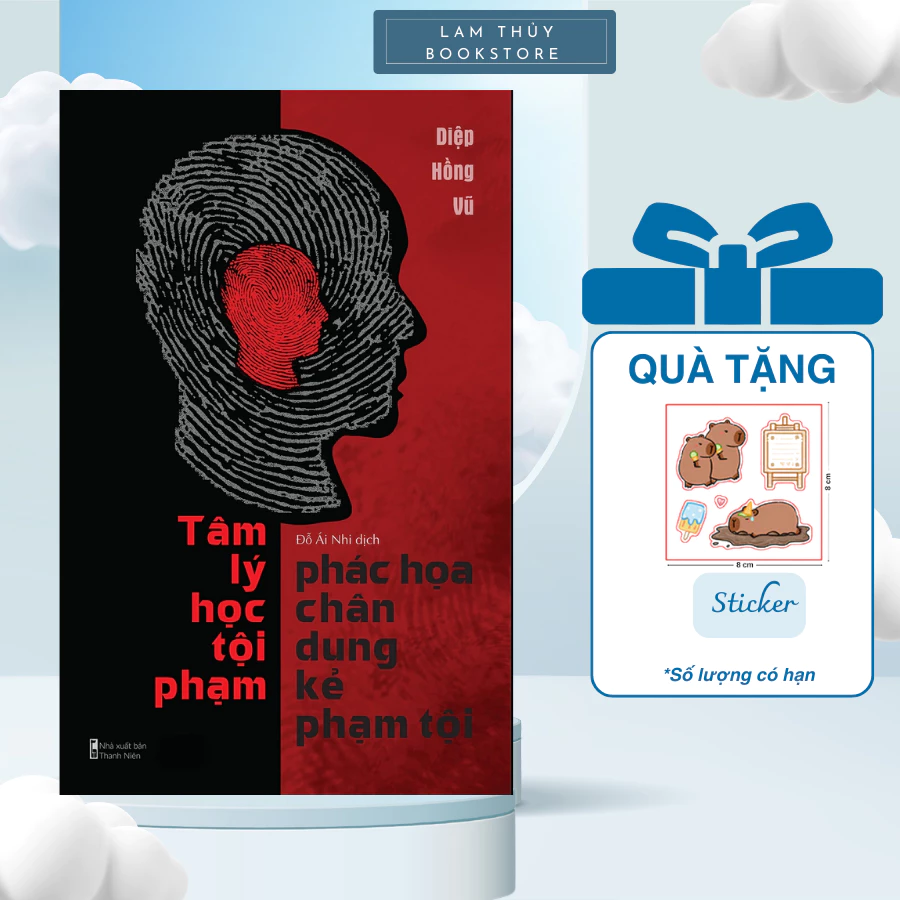 LAM THỦY
BOOKSTORE
Diệp
Hồng
Vũ
Tâm
lý
học
tội
phạm
Đỗ Ái Nhi dịch
phác họa
chân
dung
kẻ
phạm tội
Nhà xuất bản
Thanh Niên
QUÀ TẶNG
8 cm
8 cm
Sticker
*Số lượng có hạn